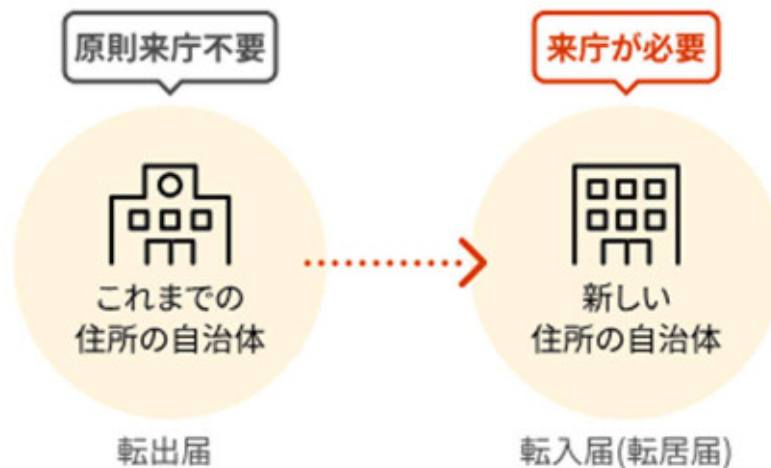 原則来庁不要
来庁が必要
これまでの
住所の自治体
新しい
住所の自治体
転出届
転入届(転居届)